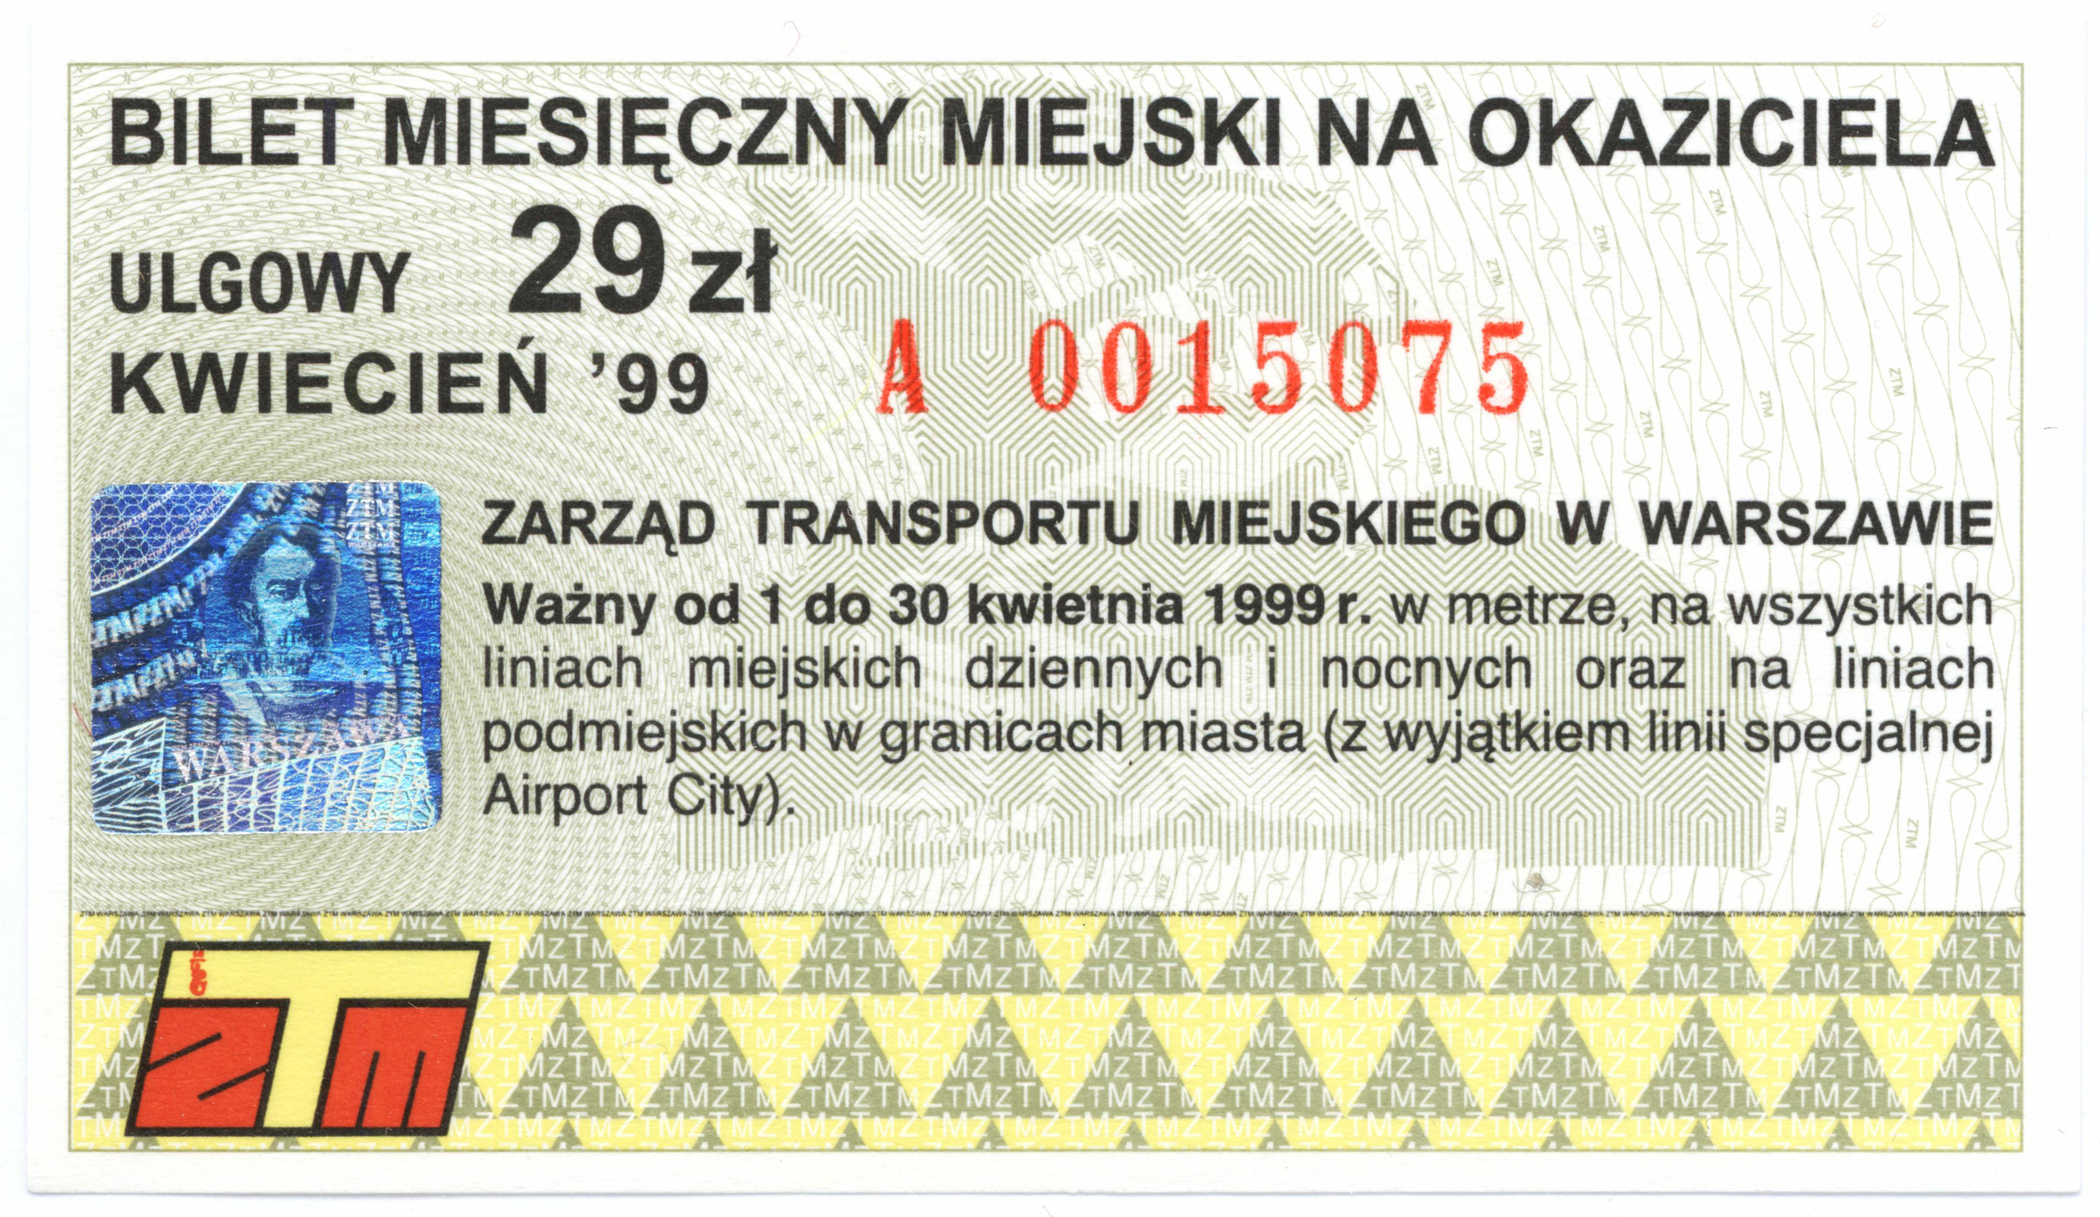 BILET MIESIĘCZNY MIEJSKI NA OKAZICIELA
ULGOWY 29 zł
KWIECIEŃ '99 A 0015075
ZTM
ZTM
ZTM
WARSZAWA
WARSZAWA
ZARZĄD TRANSPORTU MIEJSKIEGO W WARSZAWIE
Ważny od 1 do 30 kwietnia 1999 r. w metrze, na wszystkich
liniach miejskich dziennych i nocnych oraz na liniach
podmiejskich w granicach miasta (z wyjątkiem linii specjalnej
Airport City).
ZTM